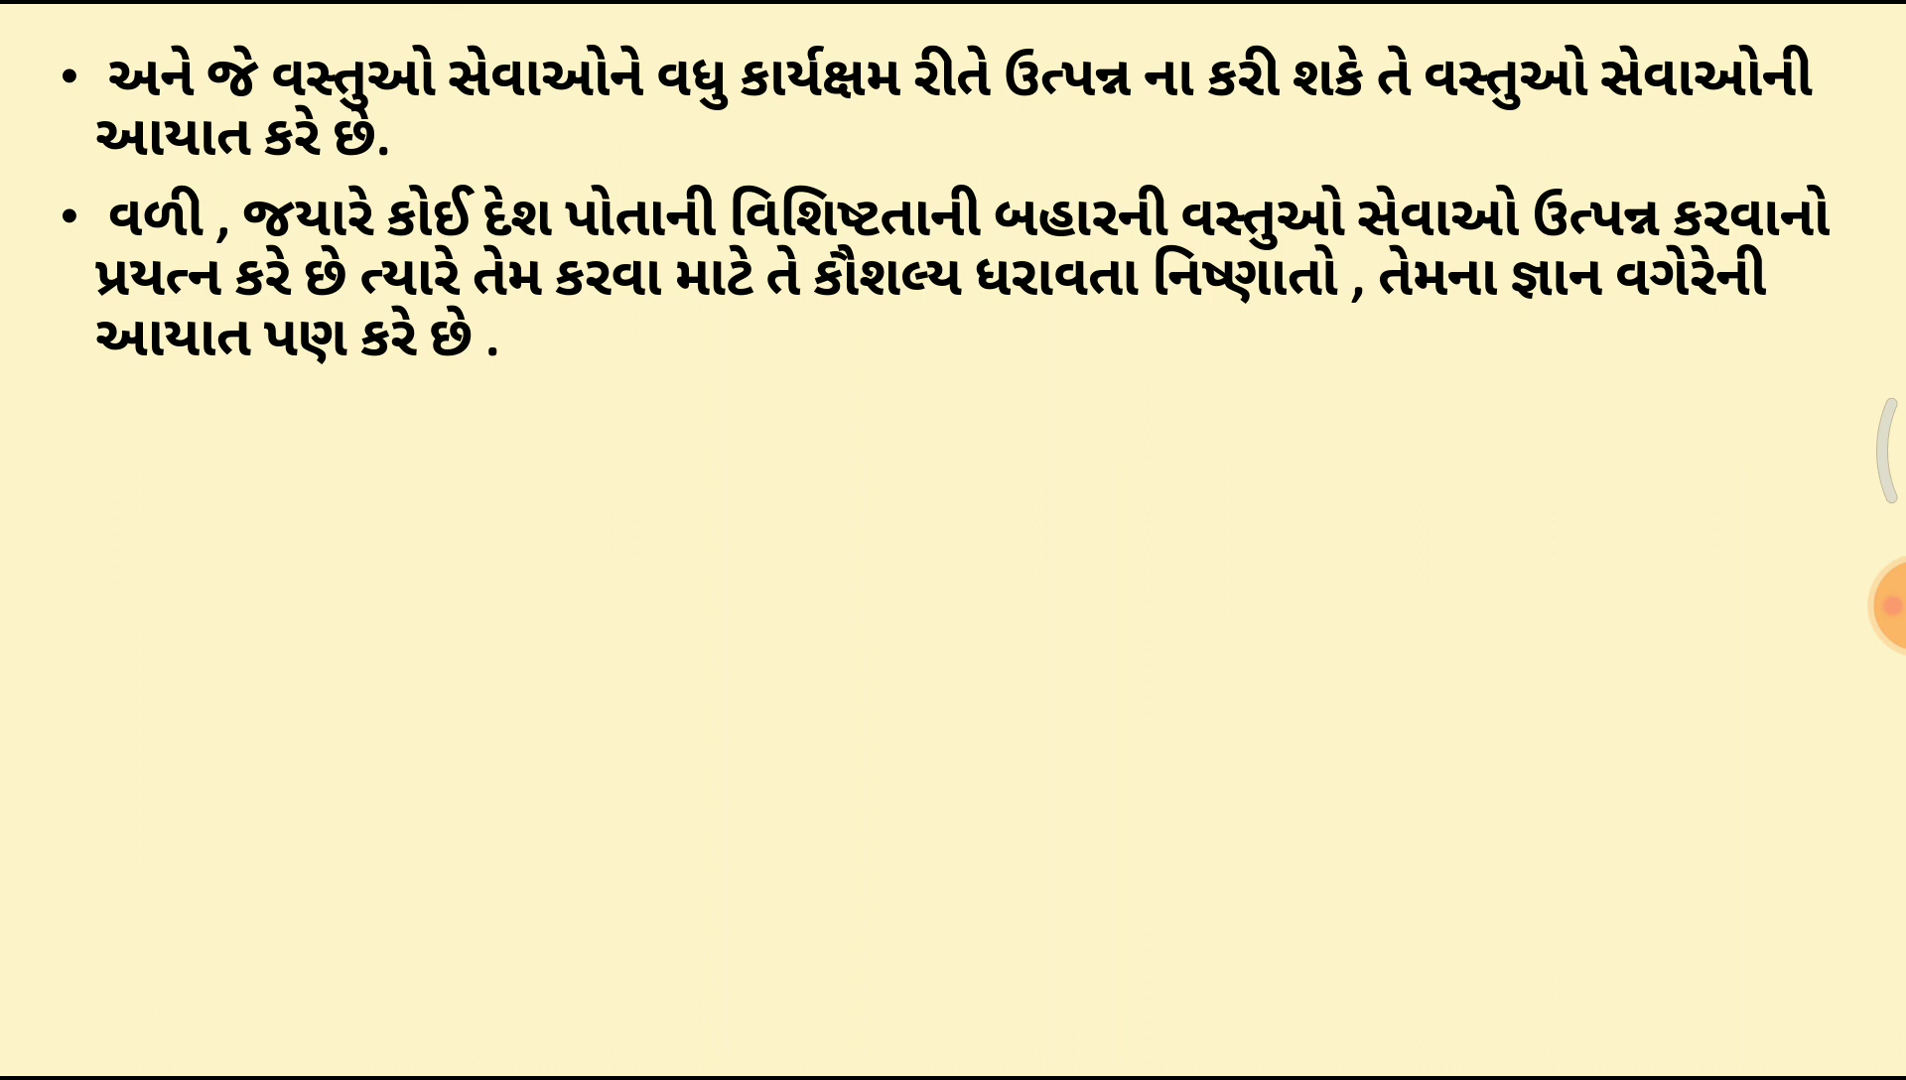 • અને જે વસ્તુઓ સેવાઓને વધુ કાર્યક્ષમ રીતે ઉત્પન્ન ના કરી શકે તે વસ્તુઓ સેવાઓની
આયાત કરે છે.
• વળી , જયારે કોઈ દેશ પોતાની વિશિષ્ટતાની બહારની વસ્તુઓ સેવાઓ ઉત્પન્ન કરવાનો
પ્રયત્ન કરે છે ત્યારે તેમ કરવા માટે તે કૌશલ્ય ધરાવતા નિષ્ણાતો , તેમના જ્ઞાન વગેરેની
આયાત પણ કરે છે .